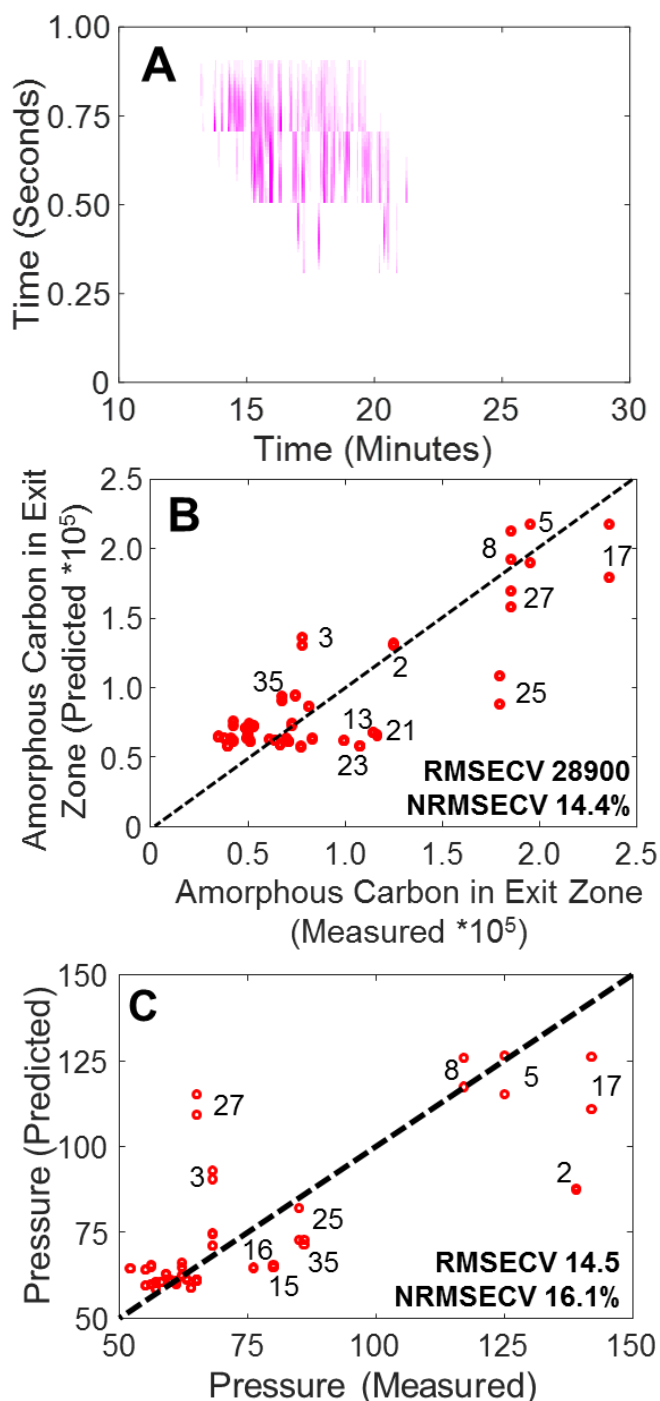 A
1.00
0.75
0.50
0.25
0
Time (Seconds)
10 15 20 25 30
Time (Minutes)
B
2.5
2.0
1.5
1.0
0.5
0
Amorphous Carbon in Exit
Zone (Predicted *10⁵)
5
8
17
27
3
2
35
25
13
21
23
RMSECV 28900
NRMSECV 14.4%
0 0.5 1.0 1.5 2.0 2.5
Amorphous Carbon in Exit Zone
(Measured *10⁵)
C
150
125
100
75
50
Pressure (Predicted)
8
5
27
17
3
2
25
16
35
15
RMSECV 14.5
NRMSECV 16.1%
50 75 100 125 150
Pressure (Measured)